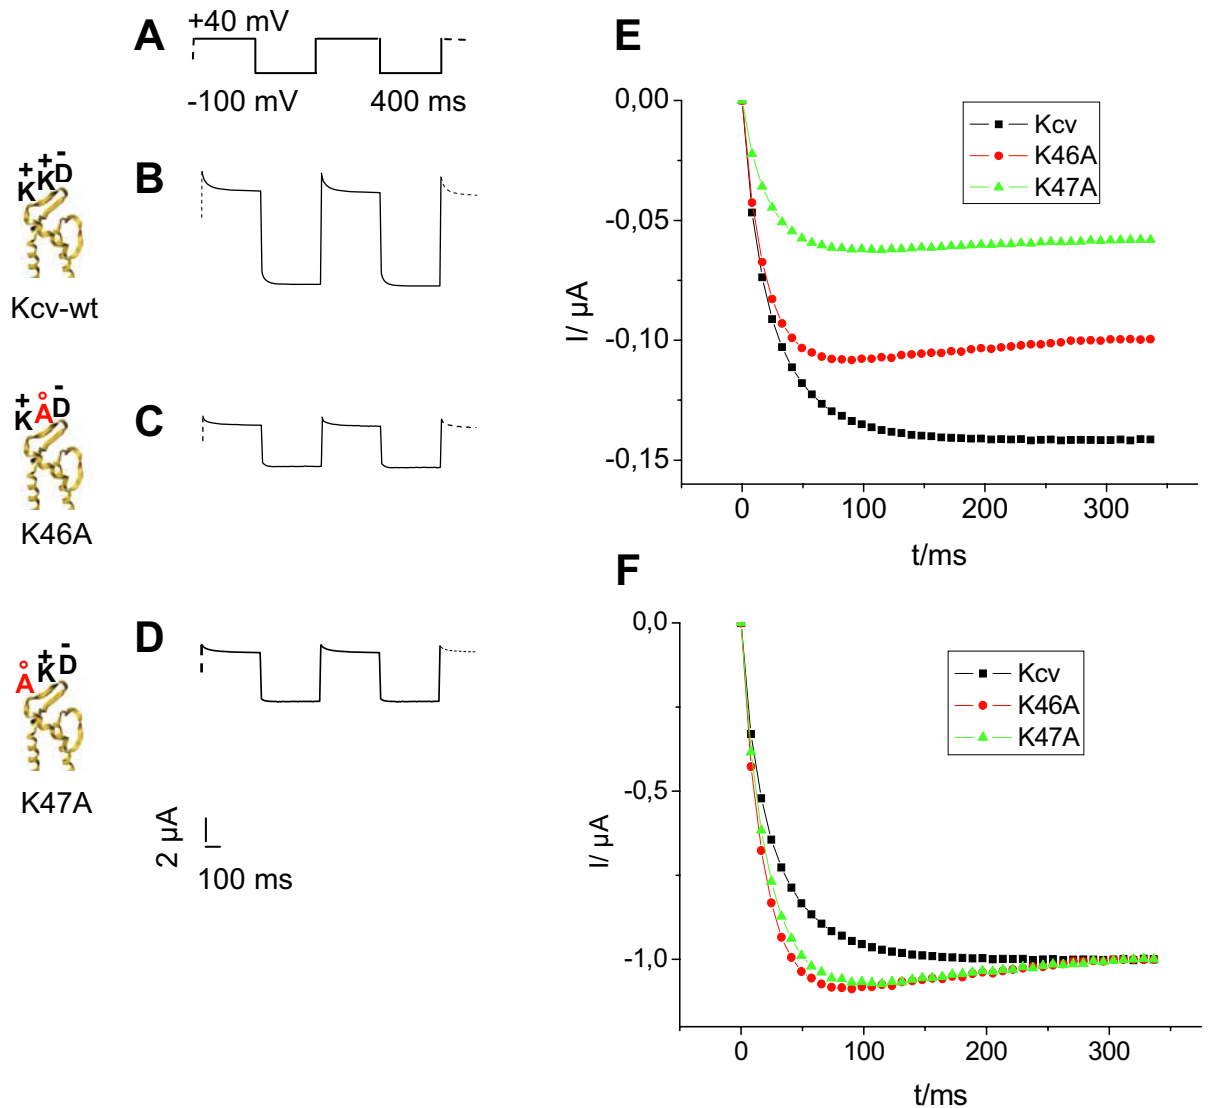 A
+40 mV
-100 mV
400 ms
+ + -
K K D
Kcv-wt
B
+ ° -
K A D
K46A
C
° + -
A K D
K47A
D
2 µA
100 ms
E
0,00
-0,05
-0,10
-0,15
I/ µA
0
100
200
300
t/ms
Kcv
K46A
K47A
F
0,0
-0,5
-1,0
I/ µA
0
100
200
300
t/ms
Kcv
K46A
K47A